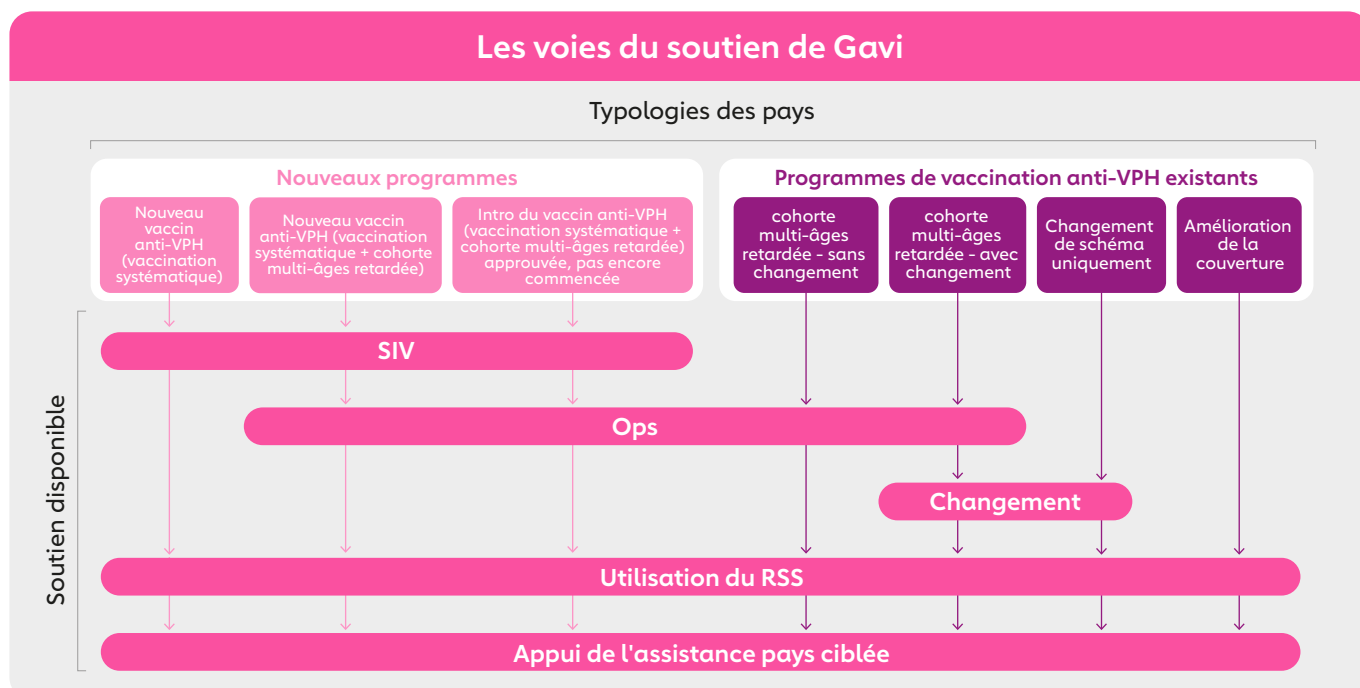 Les voies du soutien de Gavi
Typologies des pays
Nouveaux programmes
Nouveau
vaccin
anti-VPH
(vaccination
systématique)
Nouveau vaccin
anti-VPH (vaccination
systématique + cohorte
multi-âges retardée)
Intro du vaccin anti-VPH
(vaccination systématique +
cohorte multi-âges retardée)
approuvée, pas encore
commencée
Programmes de vaccination anti-VPH existants
cohorte
multi-âges
retardée - sans
changement
cohorte
multi-âges
retardée - avec
changement
Changement
de schéma
uniquement
Amélioration
de la
couverture
Soutien disponible
SIV
Ops
Changement
Utilisation du RSS
Appui de l'assistance pays ciblée